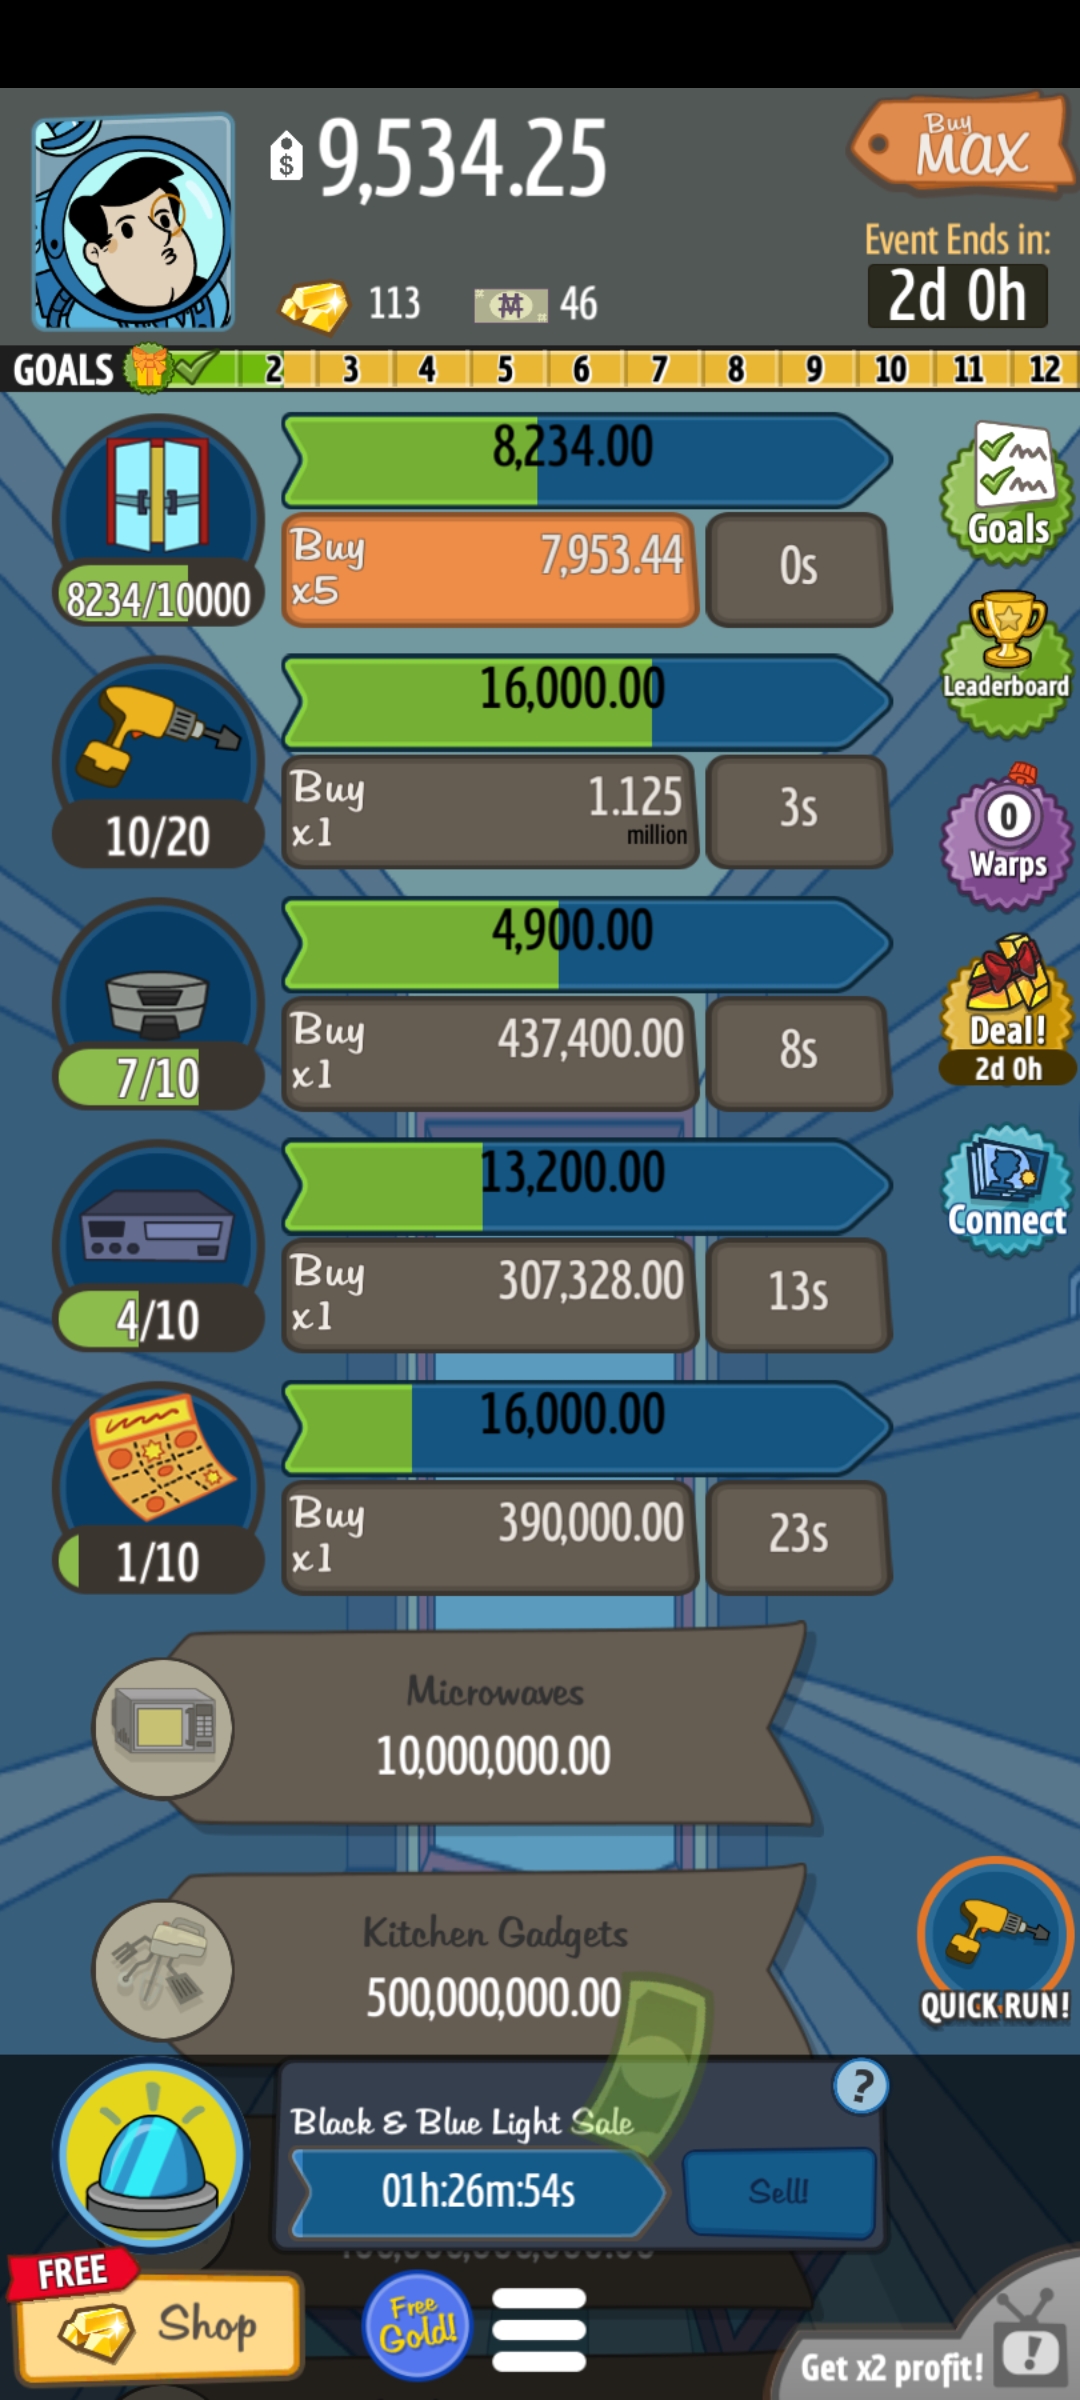 $ 9,534.25
Buy
MAX
Event Ends in:
2d 0h
113
46
GOALS 2 3 4 5 6 7 8 9 10 11 12
8,234.00
Buy
x5
7,953.44
0s
8234/10000
Goals
16,000.00
Buy
x1
1.125
million
3s
10/20
Leaderboard
0
Warps
4,900.00
Buy
x1
437,400.00
8s
7/10
Deal!
2d 0h
13,200.00
Buy
x1
307,328.00
13s
4/10
Connect
16,000.00
Buy
x1
390,000.00
23s
1/10
Microwaves
10,000,000.00
Kitchen Gadgets
500,000,000.00
QUICK RUN!
Black & Blue Light Sale
?
01h:26m:54s
Sell!
FREE
Shop
Free
Gold!
Get x2 profit!